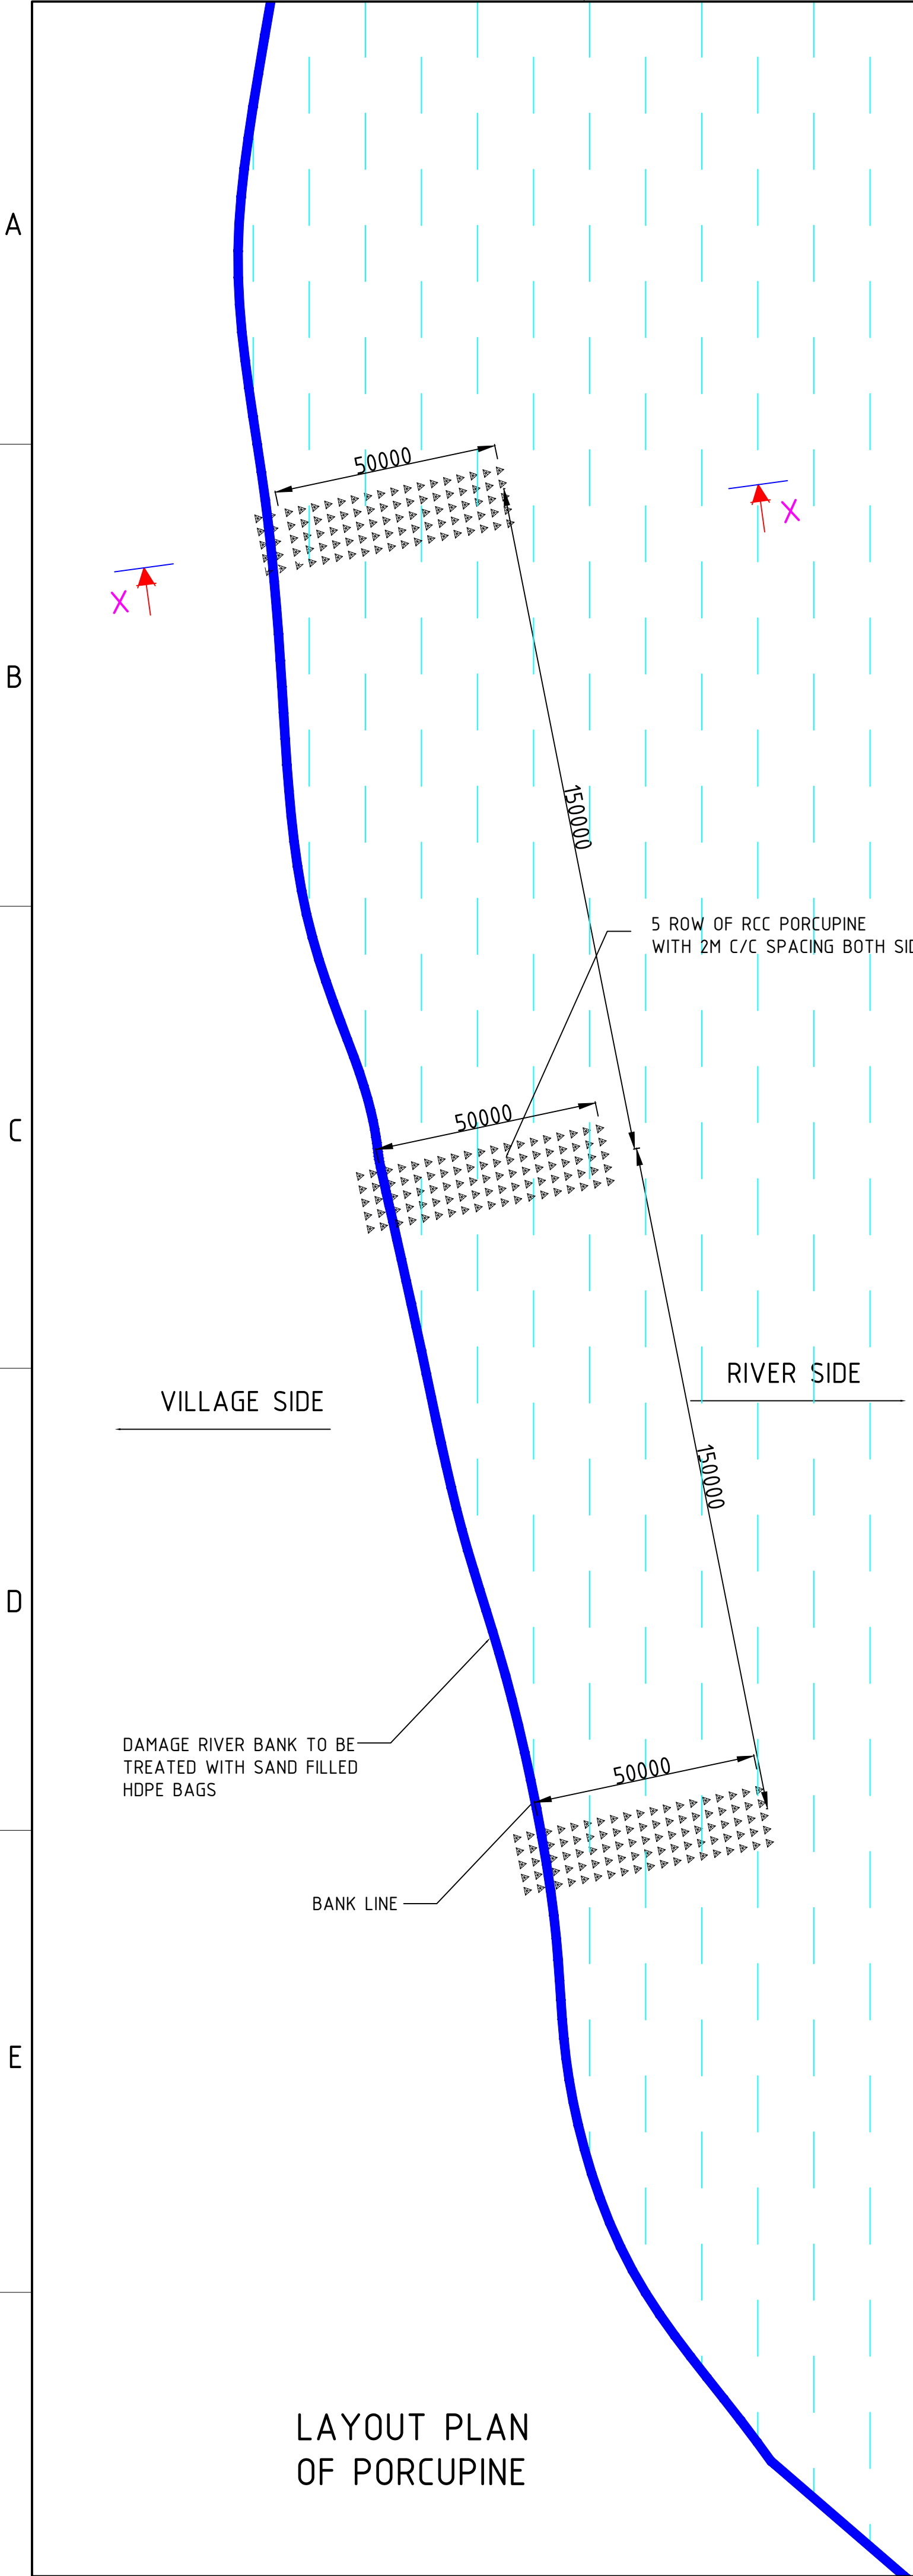 A
50000
X
X
B
150000
5 ROW OF RCC PORCUPINE
WITH 2M C/C SPACING BOTH
50000
C
RIVER SIDE
VILLAGE SIDE
150000
D
DAMAGE RIVER BANK TO BE
TREATED WITH SAND FILLED
HDPE BAGS
50000
BANK LINE
E
LAYOUT PLAN
OF PORCUPINE